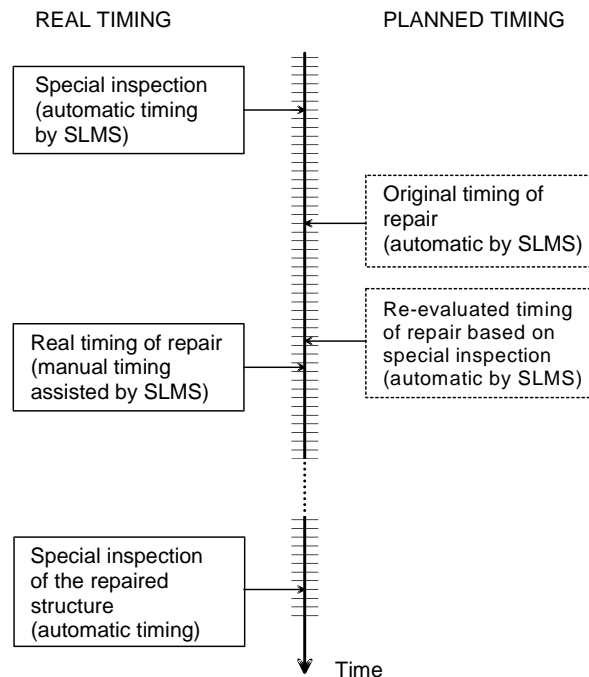 REAL TIMING
PLANNED TIMING
Special inspection
(automatic timing
by SLMS)
Original timing of
repair
(automatic by SLMS)
Re-evaluated timing
of repair based on
special inspection
(automatic by SLMS)
Real timing of repair
(manual timing
assisted by SLMS)
Special inspection
of the repaired
structure
(automatic timing)
Time